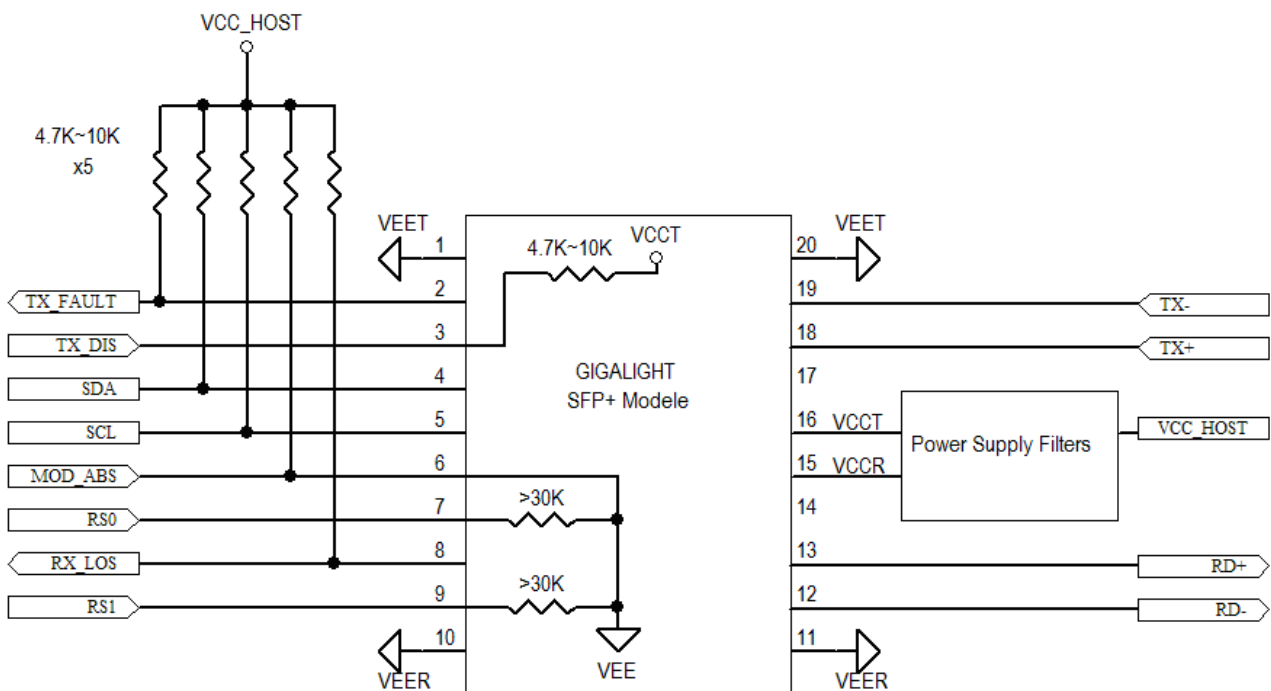 VCC_HOST
4.7K~10K
x5
VEET
1
4.7K~10K
VCCT
20
VEET
TX_FAULT
2
19
TX-
TX_DIS
3
18
TX+
SDA
4
GIGALIGHT
SFP+ Modele
17
SCL
5
16
VCCT
Power Supply Filters
VCC_HOST
MOD_ABS
6
15
VCCR
RS0
7
>30K
14
RX_LOS
8
13
RD+
RS1
9
>30K
12
RD-
10
VEER
VEE
11
VEER